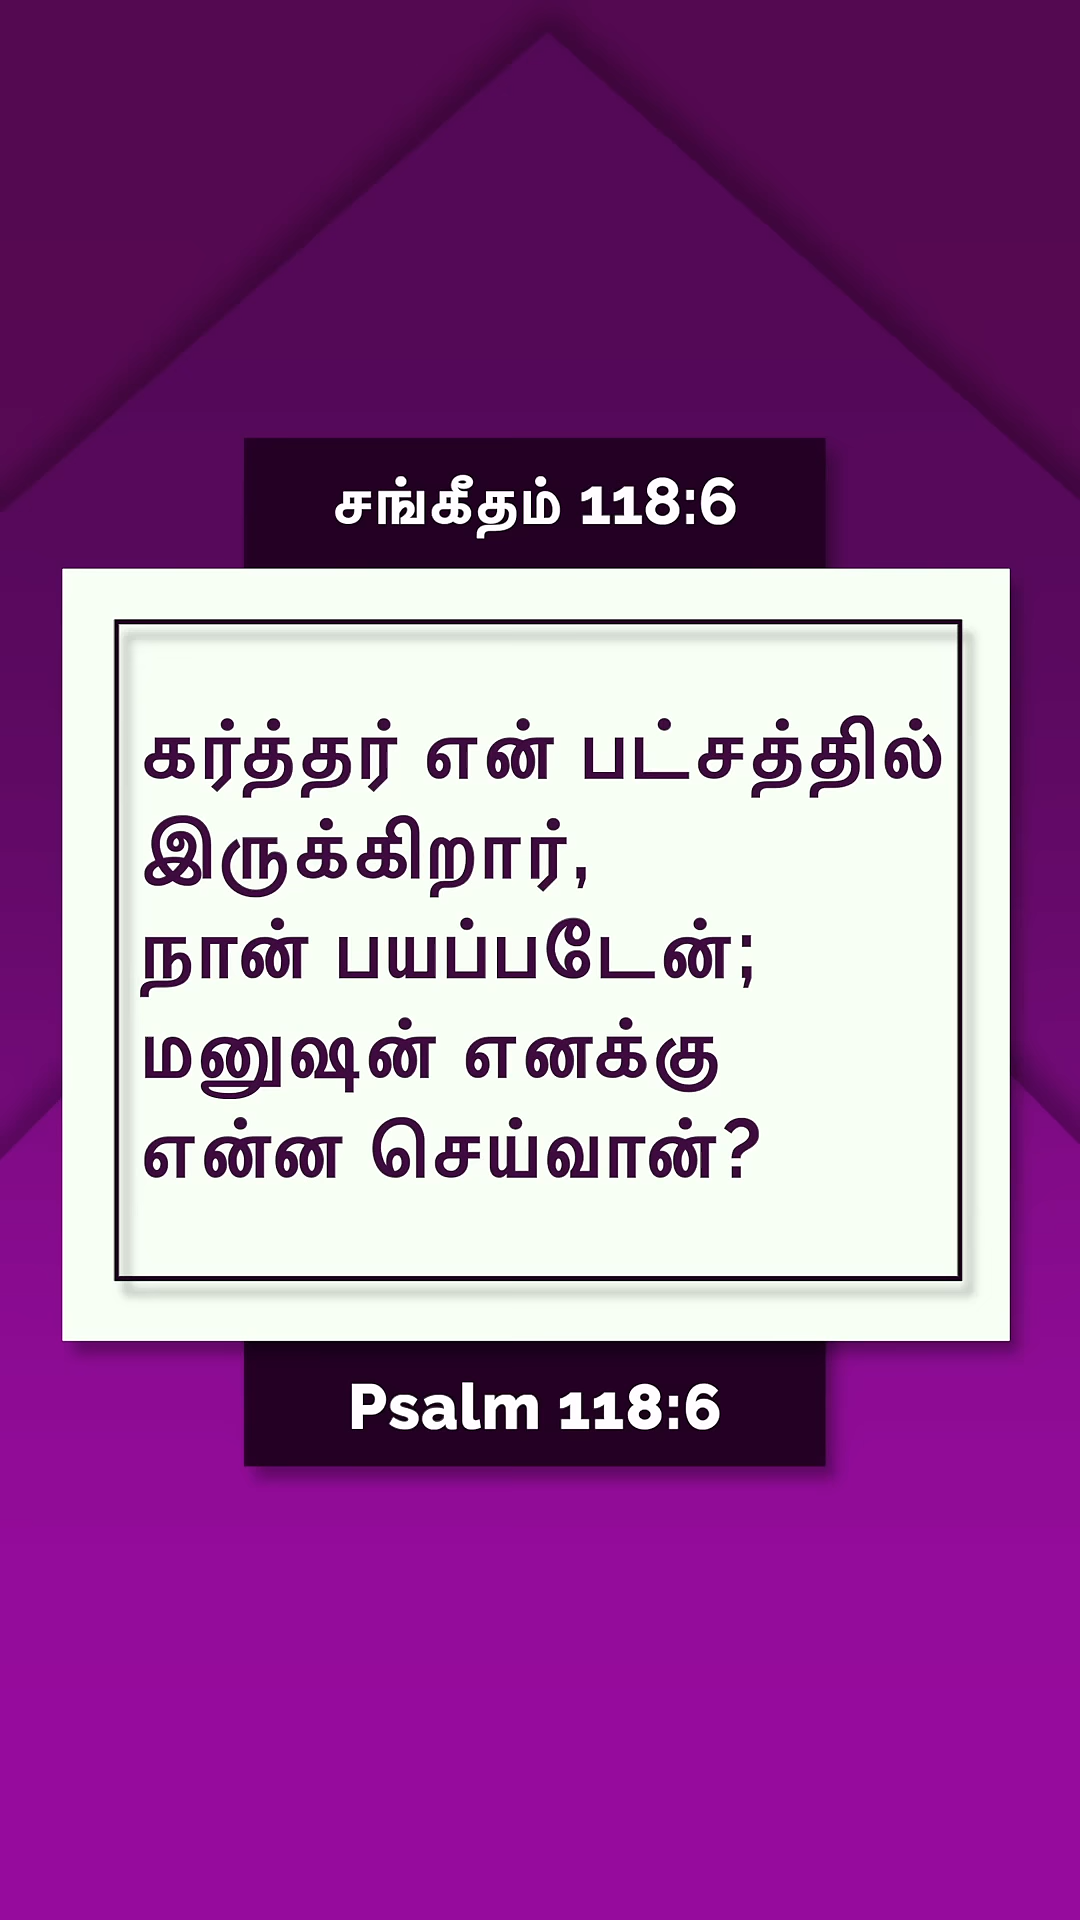 சங்கீதம் 118:6
கர்த்தர் என் பட்சத்தில்
இருக்கிறார்,
நான் பயப்படேன்;
மனுஷன் எனக்கு
என்ன செய்வான்?
Psalm 118:6